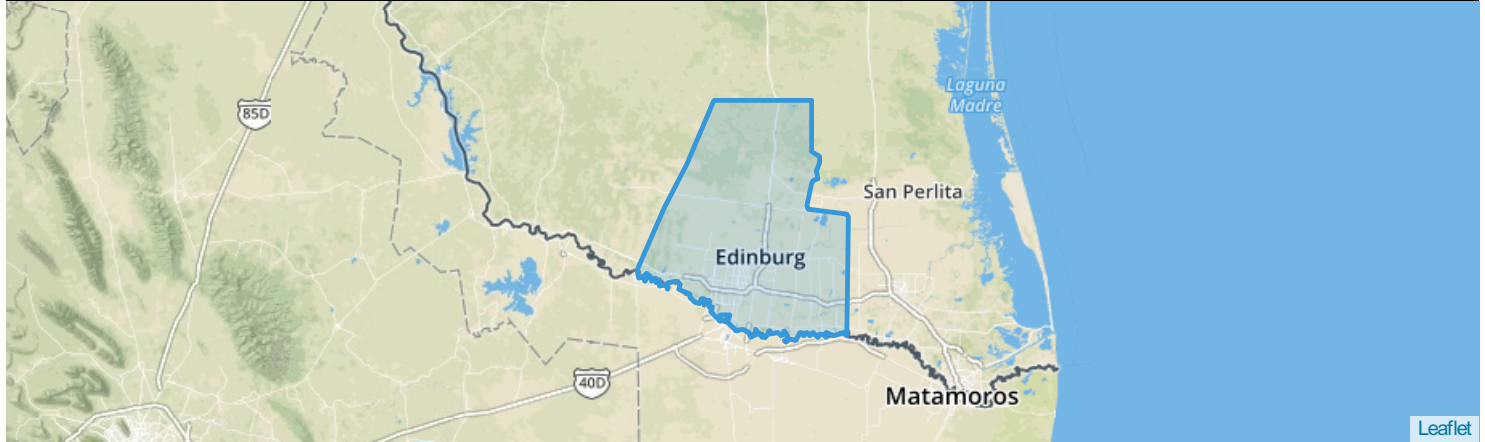 Laguna
Madre
85D
San Perlita
Edinburg
40D
Matamoros
Leaflet